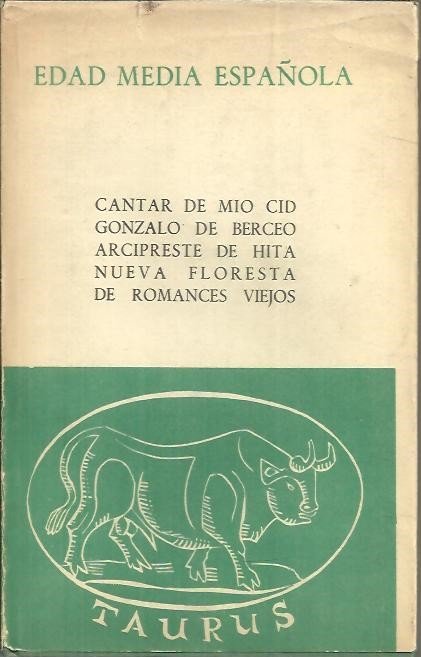 EDAD MEDIA ESPAÑOLA
CANTAR DE MIO CID
GONZALO DE BERCEO
ARCIPRESTE DE HITA
NUEVA FLORESTA
DE ROMANCES VIEJOS
TAURUS